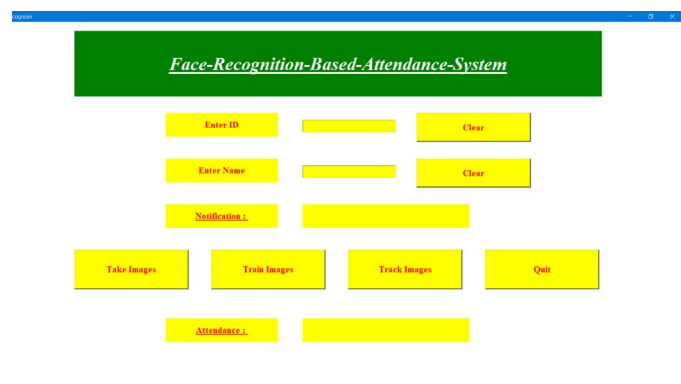 cogniser
Face-Recognition-Based-Attendance-System
Enter ID
Clear
Enter Name
Clear
Notification :
Take Images
Train Images
Track Images
Quit
Attendance :